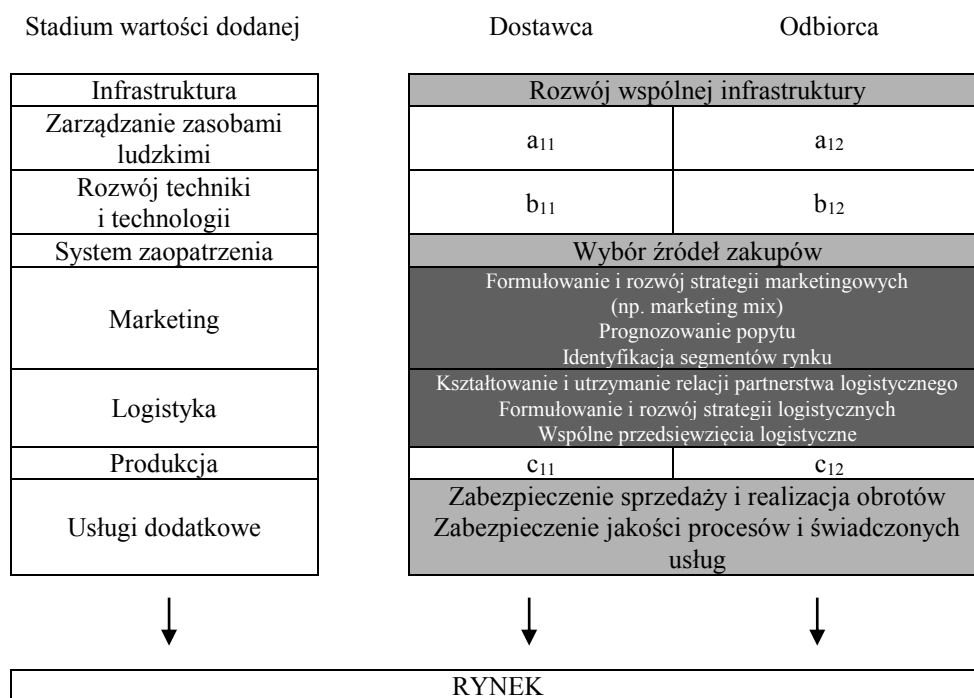 Stadium wartości dodanej Dostawca Odbiorca
Infrastruktura Rozwój wspólnej infrastruktury
Zarządzanie zasobami
ludzkimi
a11 a12
Rozwój techniki
i technologii
b11 b12
System zaopatrzenia Wybór źródeł zakupów
Marketing
Formułowanie i rozwój strategii marketingowych
(np. marketing mix)
Prognozowanie popytu
Identyfikacja segmentów rynku
Logistyka
Kształtowanie i utrzymanie relacji partnerstwa logistycznego
Formułowanie i rozwój strategii logistycznych
Wspólne przedsięwzięcia logistyczne
Produkcja c11 c12
Usługi dodatkowe
Zabezpieczenie sprzedaży i realizacja obrotów
Zabezpieczenie jakości procesów i świadczonych
usług
RYNEK